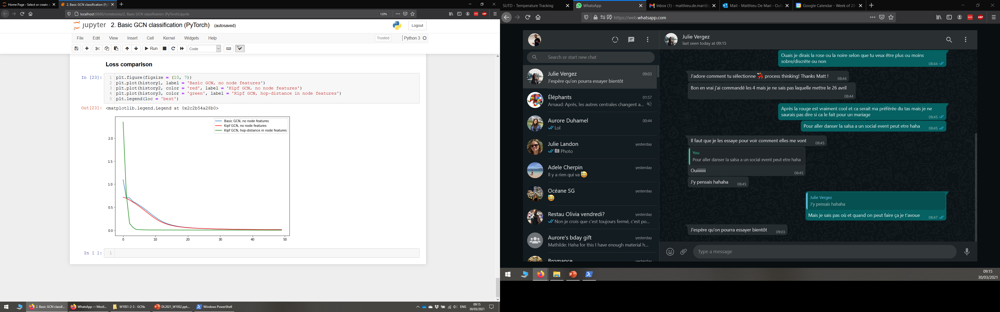 Home Page - Select or create a
2. Basic GCN classification (PyT
localhost:8888/notebooks/2. Basic GCN classification (PyTorch).ipynb
120%
ABP
jupyter 2. Basic GCN classification (PyTorch) (autosaved)
Logout
File Edit View Insert Cell Kernel Widgets Help
Trusted
Python 3
Run
Code
Loss comparison
In [23]:
1 plt.figure(figsize = (10, 7))
2 plt.plot(history1, label = 'Basic GCN, no node features')
3 plt.plot(history2, color = 'red', label = 'Kipf GCN, no node features')
4 plt.plot(history3, color = 'green', label = 'Kipf GCN, hop-distance in node features')
5 plt.legend(loc = 'best')
Out[23]: <matplotlib.legend.Legend at 0x2c2b54a28b0>
Basic GCN, no node features
Kipf GCN, no node features
Kipf GCN, hop-distance in node features
2.0
1.5
1.0
0.5
0.0
0 10 20 30 40 50
In [ ]: 1
2. Basic GCN classif...
WhatsApp — Mozil...
W10S1-2-3 - GCNs
DL2021_W10S2.ppt...
Windows PowerShell
ENG
09:15
30/03/2021
SUTD - Temperature Tracking
WhatsApp
Inbox (1) - matthieu.de.mari@
Mail - Matthieu De Mari - Outl
Google Calendar - Week of 29
https://web.whatsapp.com
ABP
Search or start new chat
Julie Vergez 09:03
J'espère qu'on pourra essayer bientôt
Éléphants 01:57
Arnaud: Après, les autres centrales changent a...
Aurore Duhamel 00:44
Lol
Julie Landon yesterday
Photo
Adele Cherpin yesterday
Il y a rien qui va 😅
Océane SG yesterday
😅
Restau Olivia vendredi? yesterday
Non je crois que c'est toujours fermé, c'est po...
Aurore's bday gift yesterday
Mathilde: Haha for this I have enough material h...
Bromance yesterday
Julie Vergez
last seen today at 09:15
Ouais je dirais la rose ou la noire selon que tu veux être plus ou moins
sobre/discrète ou non
08:44
J'adore comment tu sélectionne 💃 process thinking! Thanks Matt !
08:44
Bon en vrai j'ai commandé les 4 mais je ne sais pas laquelle mettre le 26 avril
08:44
Après la rouge est vraiment cool et ca serait ma préférée du tas mais je ne
saurais pas dire si ca le fait pour un mariage
08:45
Pour aller danser la salsa a un social event peut etre haha
08:45
Il faut que je les essaye pour voir comment elles me vont
08:45
You
Pour aller danser la salsa a un social event peut etre haha
Ouiiiiiiii
08:45
J'y pensais hahaha
08:45
Julie Vergez
J'y pensais hahaha
Mais je sais pas où et quand on peut faire ça je t'avoue
08:47
J'espère qu'on pourra essayer bientôt
09:03
Type a message
09:15
30/03/2021